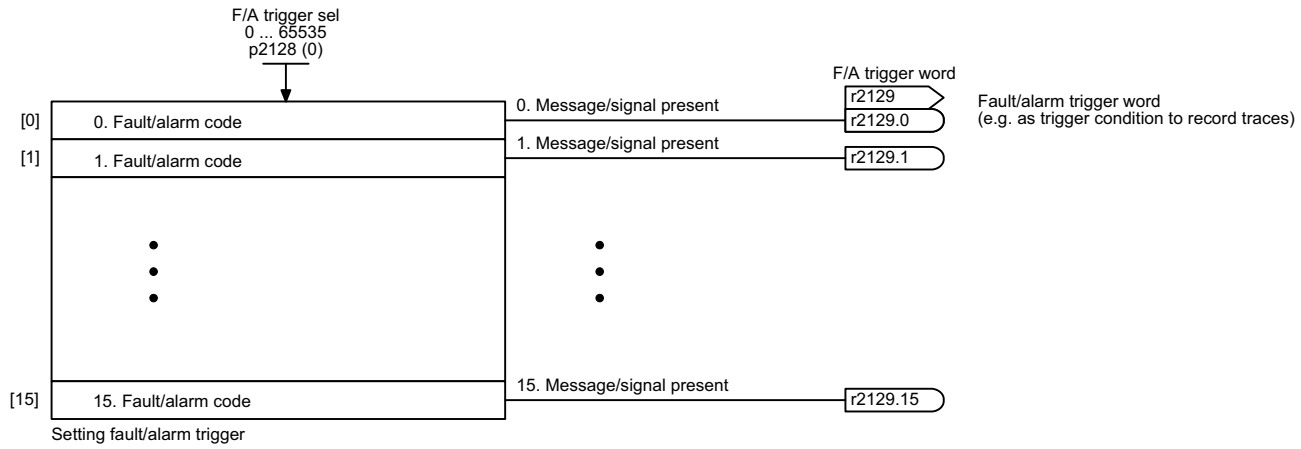 F/A trigger sel
0 ... 65535
p2128 (0)
F/A trigger word
r2129
Fault/alarm trigger word
(e.g. as trigger condition to record traces)
[0]
0. Fault/alarm code
0. Message/signal present
r2129.0
[1]
1. Fault/alarm code
1. Message/signal present
r2129.1
[15]
15. Fault/alarm code
15. Message/signal present
r2129.15
Setting fault/alarm trigger